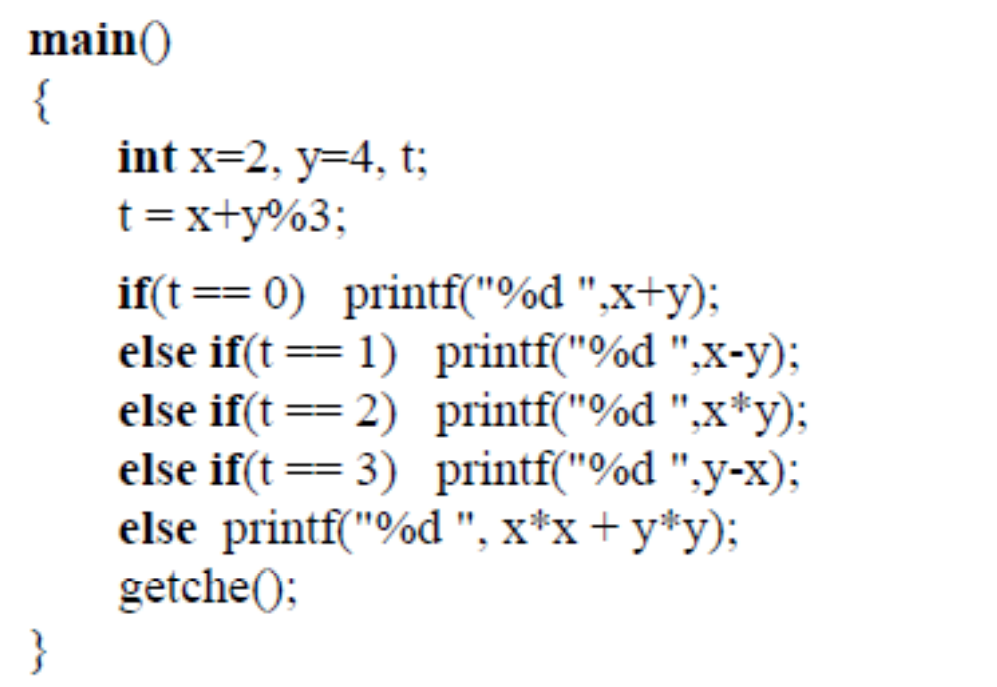 main()
{
int x=2, y=4, t;
t = x+y%3;
if(t == 0) printf("%d ",x+y);
else if(t == 1) printf("%d ",x-y);
else if(t == 2) printf("%d ",x*y);
else if(t == 3) printf("%d ",y-x);
else printf("%d ", x*x + y*y);
getche();
}